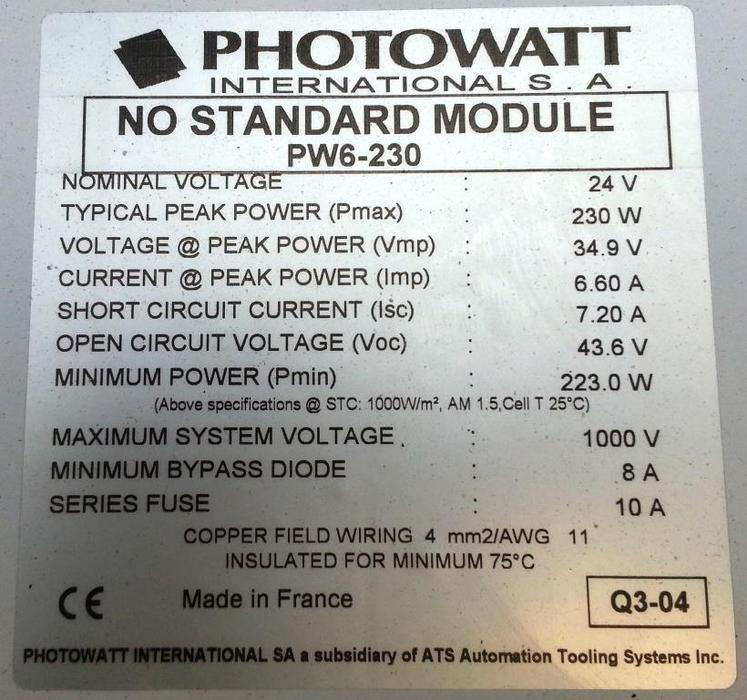 PHOTOWATT
INTERNATIONAL S . A .
NO STANDARD MODULE
PW6-230
NOMINAL VOLTAGE : 24 V
TYPICAL PEAK POWER (Pmax) : 230 W
VOLTAGE @ PEAK POWER (Vmp) : 34.9 V
CURRENT @ PEAK POWER (Imp) : 6.60 A
SHORT CIRCUIT CURRENT (Isc) : 7.20 A
OPEN CIRCUIT VOLTAGE (Voc) : 43.6 V
MINIMUM POWER (Pmin) : 223.0 W
(Above specifications @ STC: 1000W/m², AM 1.5,Cell T 25°C)
MAXIMUM SYSTEM VOLTAGE : 1000 V
MINIMUM BYPASS DIODE : 8 A
SERIES FUSE : 10 A
COPPER FIELD WIRING 4 mm2/AWG 11
INSULATED FOR MINIMUM 75°C
CE Made in France Q3-04
PHOTOWATT INTERNATIONAL SA a subsidiary of ATS Automation Tooling Systems Inc.